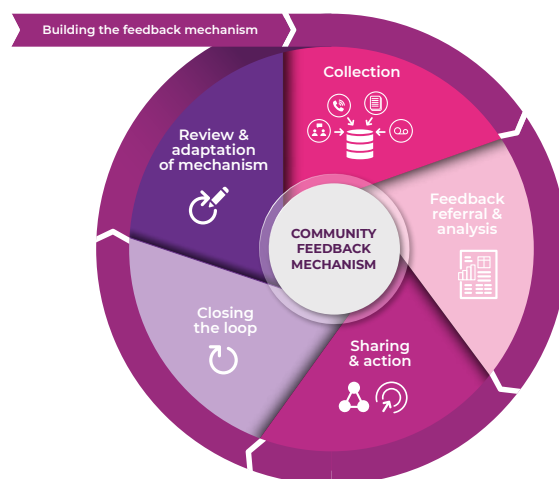 Building the feedback mechanism
Collection
Feedback
referral &
analysis
Sharing
& action
Closing
the loop
Review &
adaptation
of mechanism
COMMUNITY
FEEDBACK
MECHANISM